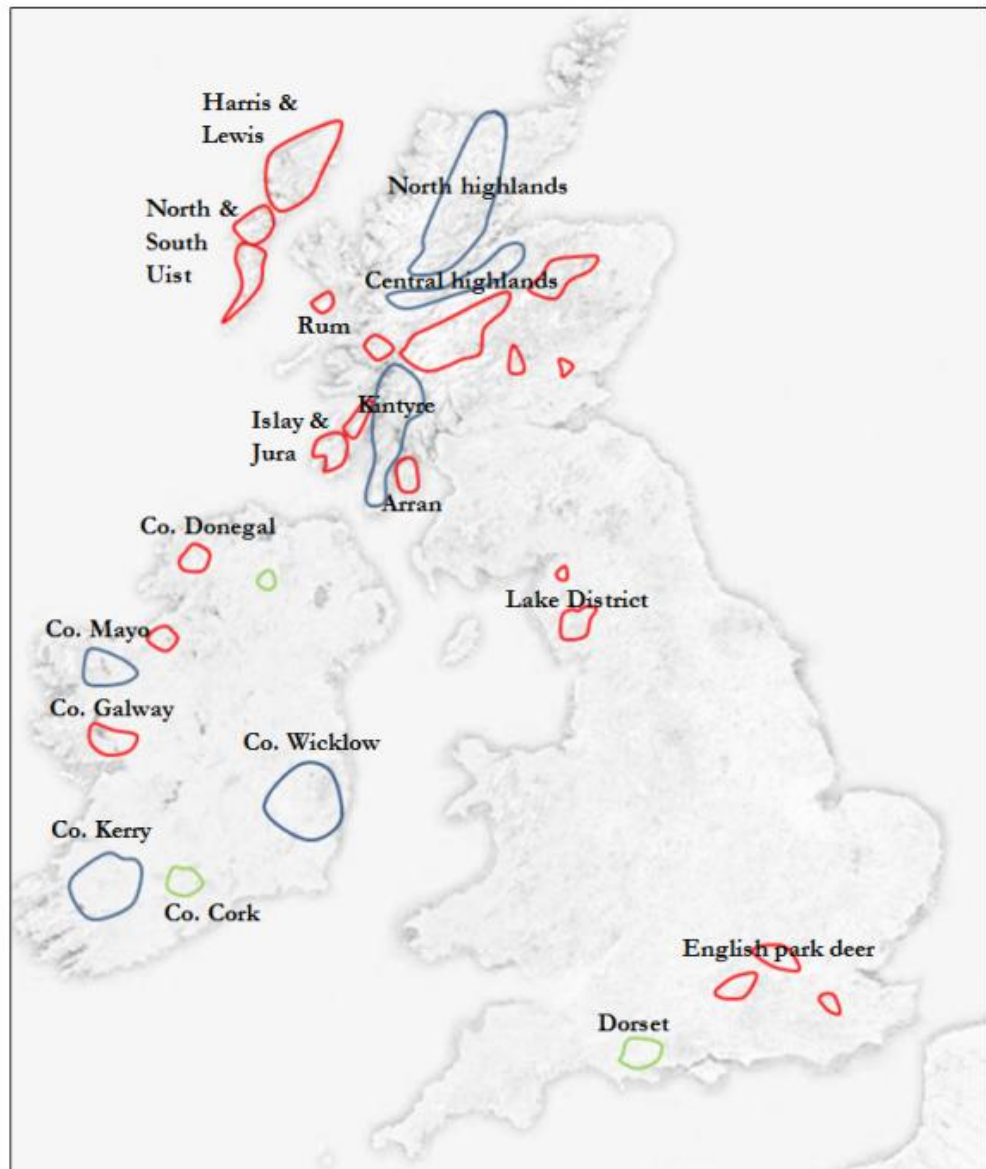 Harris &
Lewis
North highlands
North &
South
Uist
Central highlands
Rum
Kintyre
Islay &
Jura
Arran
Co. Donegal
Lake District
Co. Mayo
Co. Galway
Co. Wicklow
Co. Kerry
Co. Cork
English park deer
Dorset